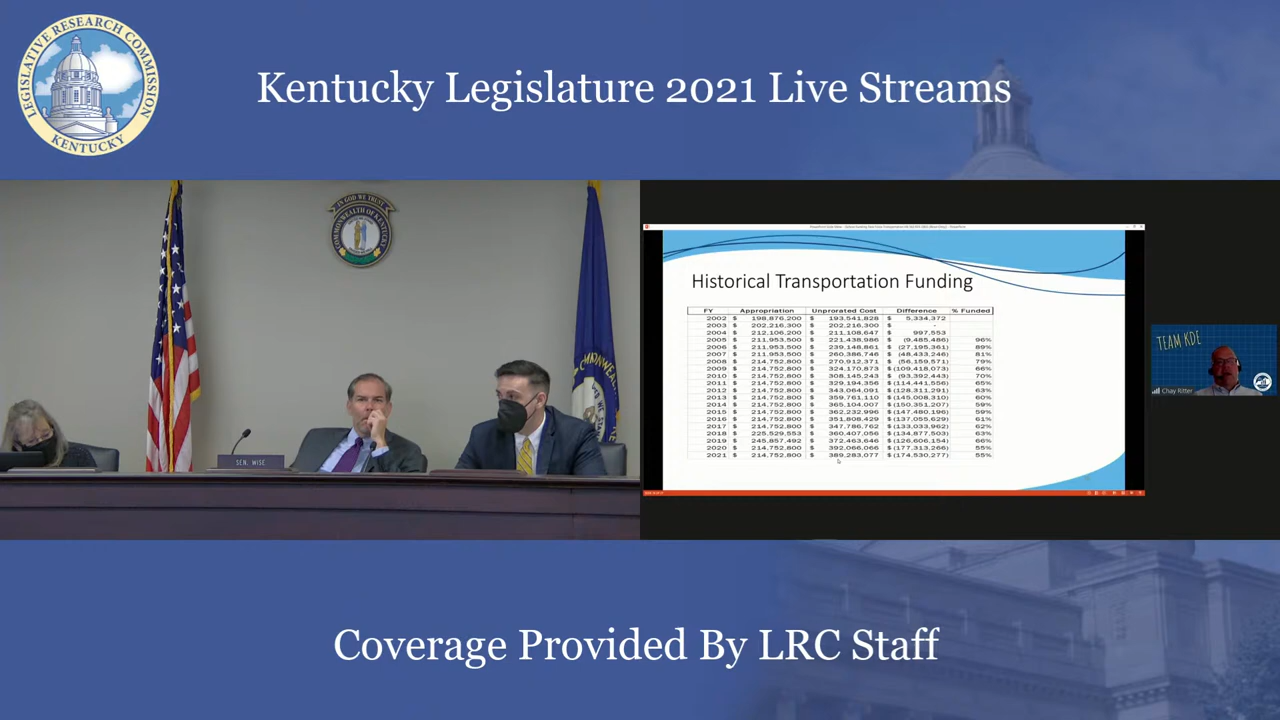 LEGISLATIVE RESEARCH COMMISSION
KENTUCKY
Kentucky Legislature 2021 Live Streams
IN GOD WE TRUST
COMMONWEALTH OF KENTUCKY
SEN. WISE
Historical Transportation Funding
FY Appropriation Unprorated Cost Difference % Funded
2002 $ 198,876,200 $ 193,541,828 $ 5,334,372
2003 $ 202,216,300 $ 202,216,300 $ -
2004 $ 212,106,200 $ 211,108,647 $ 997,553
2005 $ 211,953,500 $ 221,438,986 $ (9,485,486) 96%
2006 $ 211,953,500 $ 239,148,861 $ (27,195,361) 89%
2007 $ 211,953,500 $ 260,386,746 $ (48,433,246) 81%
2008 $ 214,752,800 $ 270,912,371 $ (56,159,571) 79%
2009 $ 214,752,800 $ 324,170,873 $ (109,418,073) 66%
2010 $ 214,752,800 $ 308,145,243 $ (93,392,443) 70%
2011 $ 214,752,800 $ 329,194,356 $ (114,441,556) 65%
2012 $ 214,752,800 $ 343,064,091 $ (128,311,291) 63%
2013 $ 214,752,800 $ 359,761,110 $ (145,008,310) 60%
2014 $ 214,752,800 $ 365,104,007 $ (150,351,207) 59%
2015 $ 214,752,800 $ 362,232,996 $ (147,480,196) 59%
2016 $ 214,752,800 $ 351,808,429 $ (137,055,629) 61%
2017 $ 214,752,800 $ 347,786,762 $ (133,033,962) 62%
2018 $ 225,529,553 $ 360,407,056 $ (134,877,503) 63%
2019 $ 245,857,492 $ 372,463,646 $ (126,606,154) 66%
2020 $ 214,752,800 $ 392,066,066 $ (177,313,266) 55%
2021 $ 214,752,800 $ 389,283,077 $ (174,530,277) 55%
TEAM KDE
Chay Ritter
Coverage Provided By LRC Staff